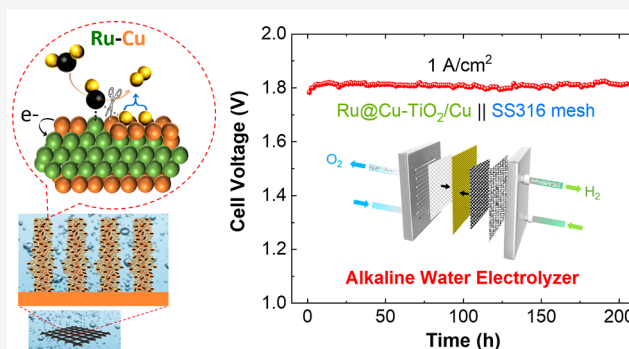 Ru-Cu
e-
2.0
1.8
1.6
1.4
1.2
1.0
Cell Voltage (V)
1 A/cm²
Ru@Cu-TiO₂/Cu || SS316 mesh
O₂
H₂
Alkaline Water Electrolyzer
0 50 100 150 200
Time (h)